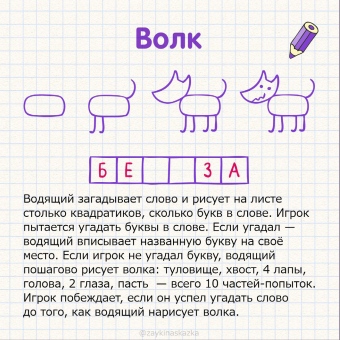 Волк
Б Е З А
Водящий загадывает слово и рисует на листе
столько квадратиков, сколько букв в слове. Игрок
пытается угадать буквы в слове. Если угадал —
водящий вписывает названную букву на своё
место. Если игрок не угадал букву, водящий
пошагово рисует волка: туловище, хвост, 4 лапы,
голова, 2 глаза, пасть — всего 10 частей-попыток.
Игрок побеждает, если он успел угадать слово
до того, как водящий нарисует волка.
@zaykinaskazka